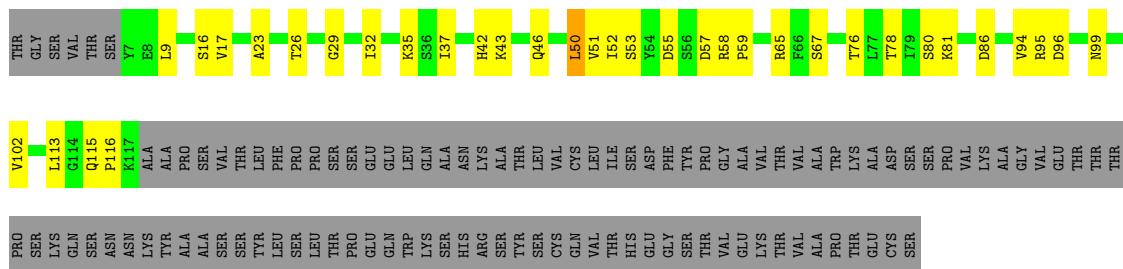 THR GLY SER VAL THR SER Y7 E8 L9 S16 V17 A23 T26 G29 I32 K35 S36 I37 H42 K43 Q46 L50 V51 I52 S53 Y54 D55 S56 D57 R58 P59 R65 F66 S67 T76 L77 T78 I79 S80 K81 D86 V94 R95 D96 N99
V102 L113 G114 Q115 P116 K117 ALA ALA PRO SER VAL THR LEU PHE PRO PRO SER SER GLU GLU LEU GLN ALA ASN LYS ALA THR LEU VAL CYS LEU ILE SER ASP PHE TYR PRO GLY ALA VAL THR VAL ALA TRP LYS ALA ASP SER SER PRO VAL LYS ALA GLY VAL GLU THR THR THR
PRO SER LYS GLN SER ASN ASN LYS TYR ALA ALA SER SER TYR LEU SER LEU THR PRO GLU GLN TRP LYS SER HIS ARG SER TYR SER CYS GLN VAL THR HIS GLU GLY SER THR VAL GLU LYS THR VAL ALA PRO THR GLU CYS SER